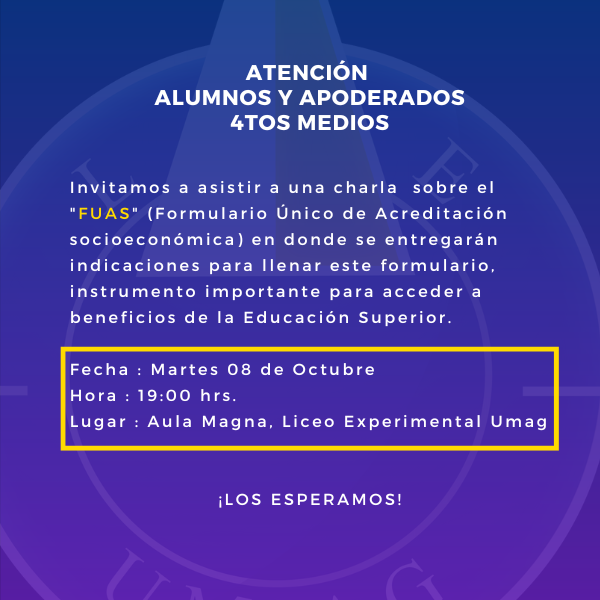 ATENCIÓN
ALUMNOS Y APODERADOS
4TOS MEDIOS
Invitamos a asistir a una charla sobre el
"FUAS" (Formulario Único de Acreditación
socioeconómica) en donde se entregarán
indicaciones para llenar este formulario,
instrumento importante para acceder a
beneficios de la Educación Superior.
Fecha : Martes 08 de Octubre
Hora : 19:00 hrs.
Lugar : Aula Magna, Liceo Experimental Umag
¡LOS ESPERAMOS!
L E
UMAG